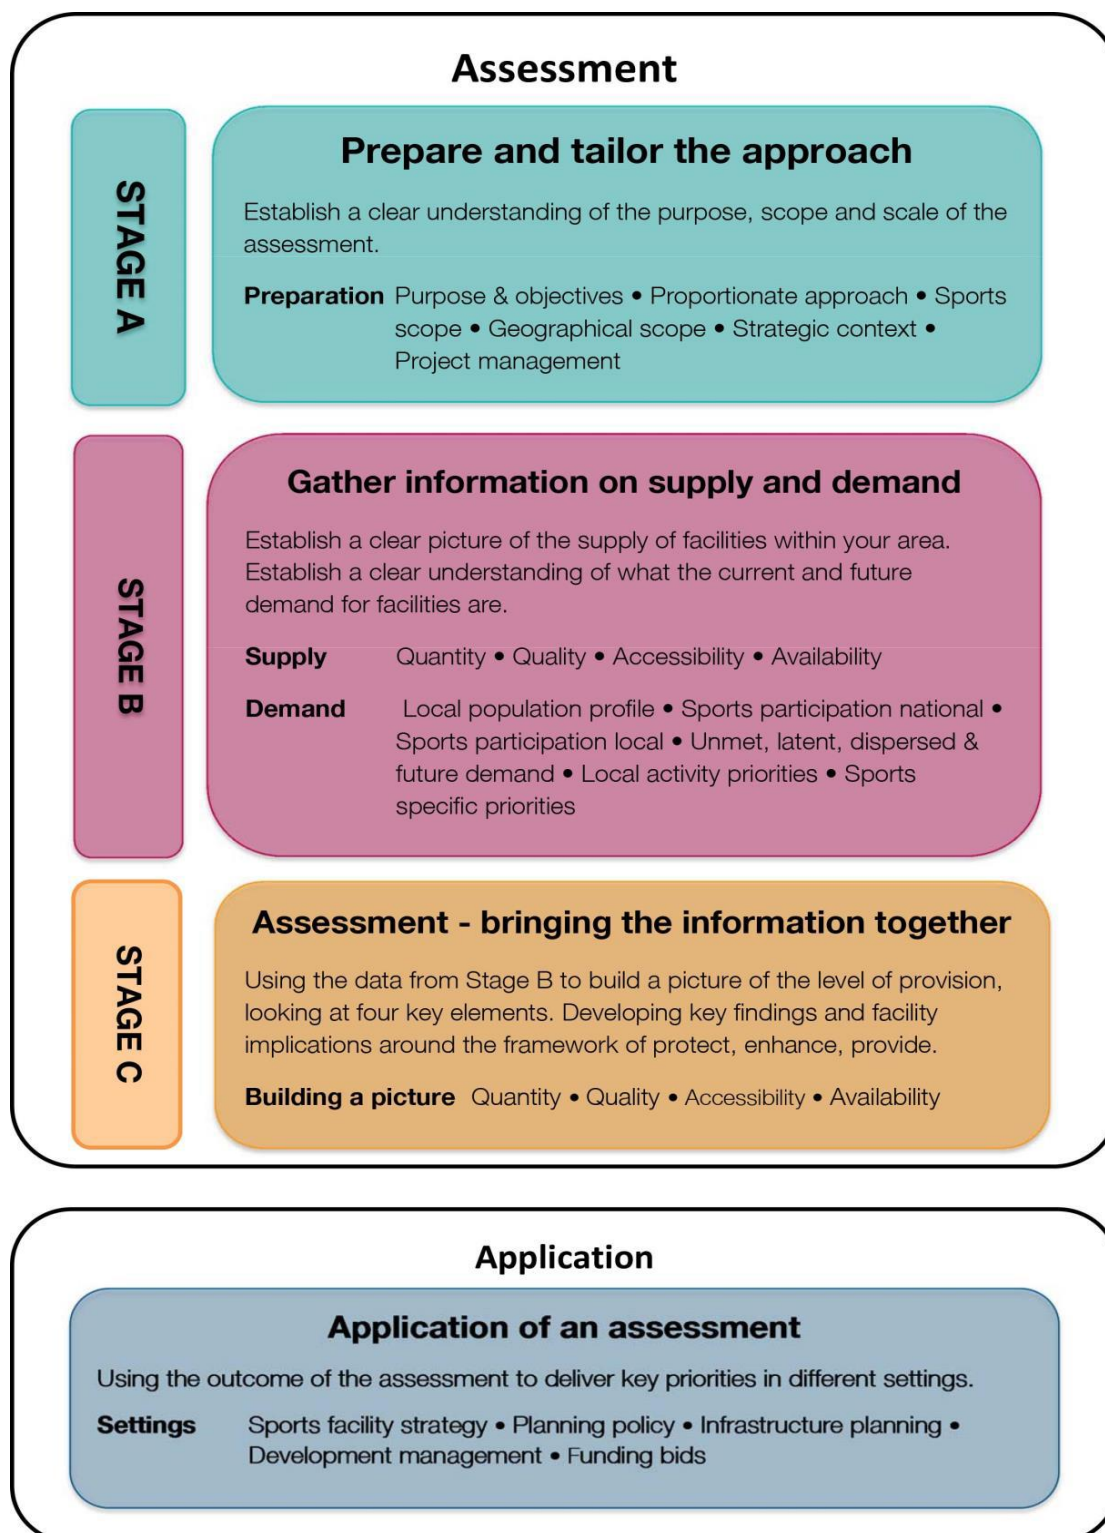 Assessment
STAGE A
Prepare and tailor the approach
Establish a clear understanding of the purpose, scope and scale of the
assessment.
Preparation Purpose & objectives • Proportionate approach • Sports
scope • Geographical scope • Strategic context •
Project management
STAGE B
Gather information on supply and demand
Establish a clear picture of the supply of facilities within your area.
Establish a clear understanding of what the current and future
demand for facilities are.
Supply Quantity • Quality • Accessibility • Availability
Demand Local population profile • Sports participation national •
Sports participation local • Unmet, latent, dispersed &
future demand • Local activity priorities • Sports
specific priorities
STAGE C
Assessment - bringing the information together
Using the data from Stage B to build a picture of the level of provision,
looking at four key elements. Developing key findings and facility
implications around the framework of protect, enhance, provide.
Building a picture Quantity • Quality • Accessibility • Availability
Application
Application of an assessment
Using the outcome of the assessment to deliver key priorities in different settings.
Settings Sports facility strategy • Planning policy • Infrastructure planning •
Development management • Funding bids